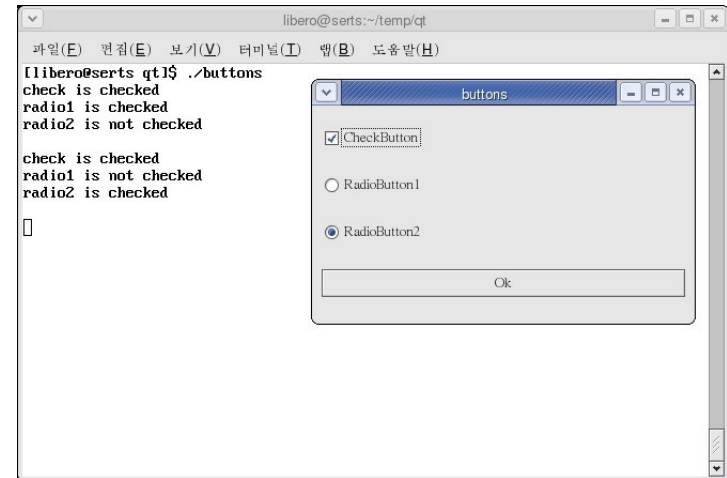 libero@serts:~/temp/qt
파일(F) 편집(E) 보기(V) 터미널(T) 탭(B) 도움말(H)
[libero@serts qt]$ ./buttons
check is checked
radio1 is checked
radio2 is not checked
check is checked
radio1 is not checked
radio2 is checked
buttons
CheckButton
RadioButton1
RadioButton2
Ok